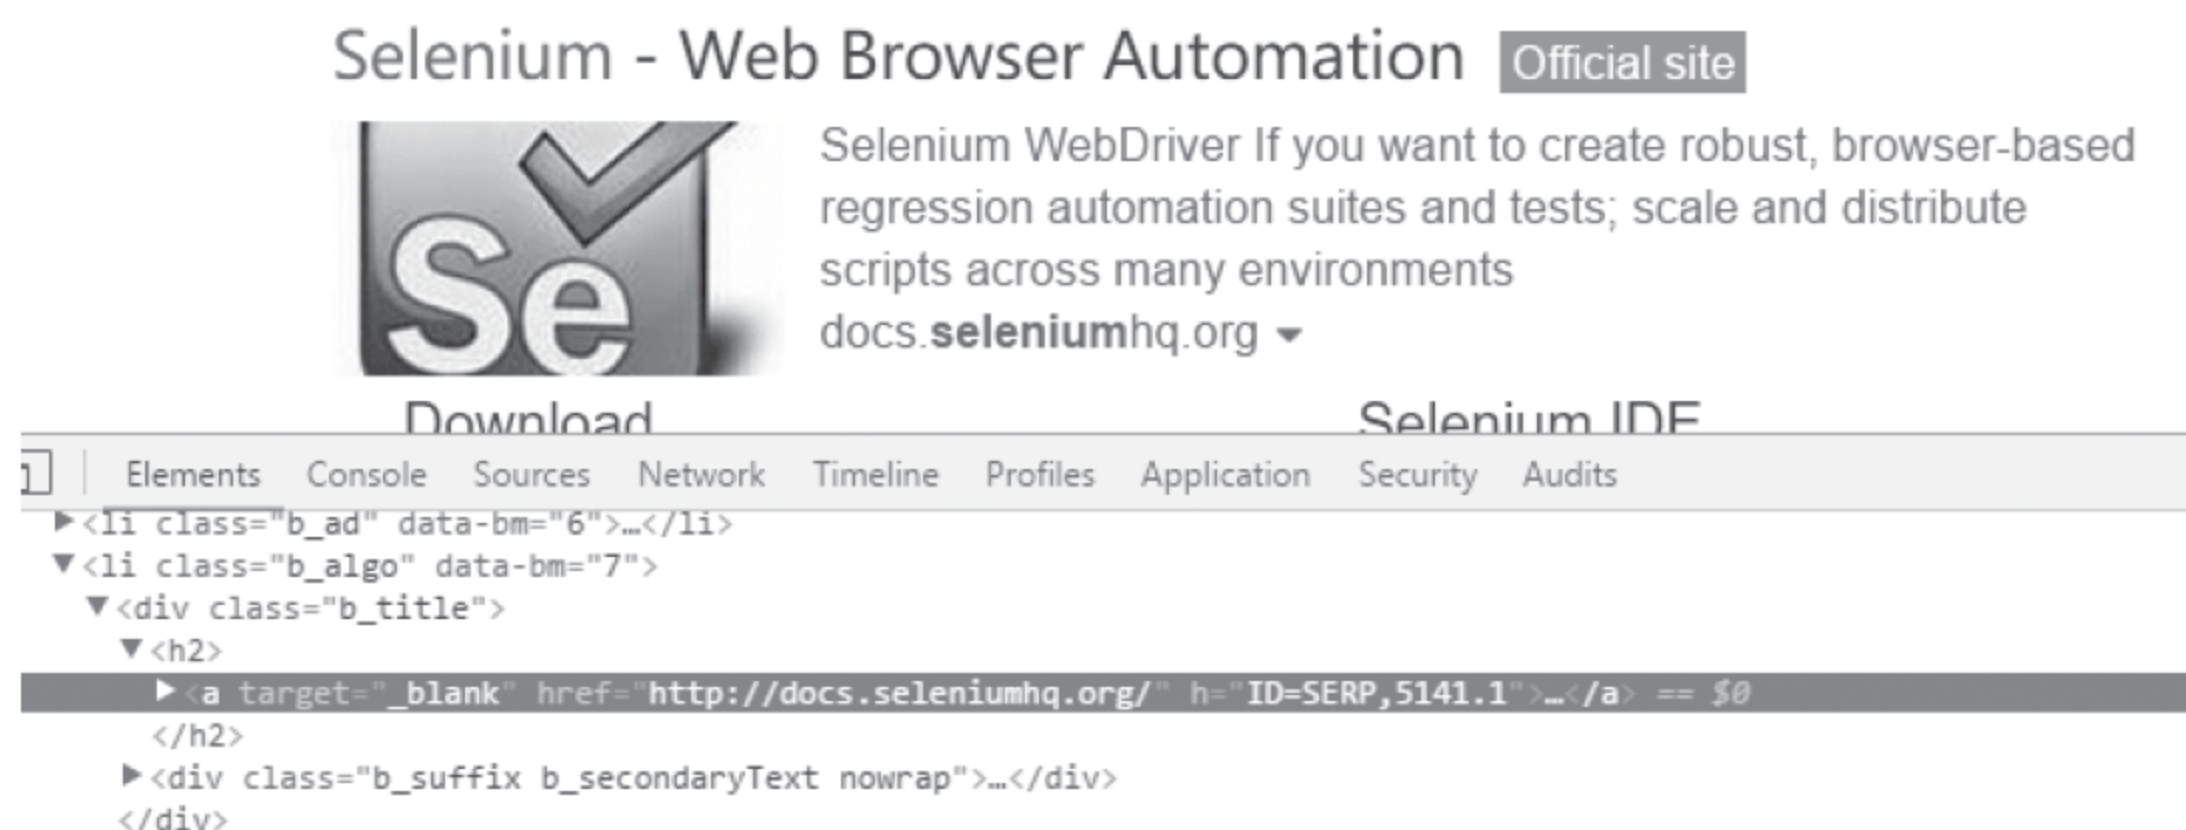 Selenium - Web Browser Automation Official site
Selenium WebDriver If you want to create robust, browser-based
regression automation suites and tests; scale and distribute
scripts across many environments
docs.seleniumhq.org
Se
Download Selenium IDE
Elements Console Sources Network Timeline Profiles Application Security Audits
<li class="b_ad" data-bm="6">…</li>
<li class="b_algo" data-bm="7">
<div class="b_title">
<h2>
<a target="_blank" href="http://docs.seleniumhq.org/" h="ID=SERP,5141.1">…</a> == $0
</h2>
<div class="b_suffix b_secondaryText nowrap">…</div>
</div>